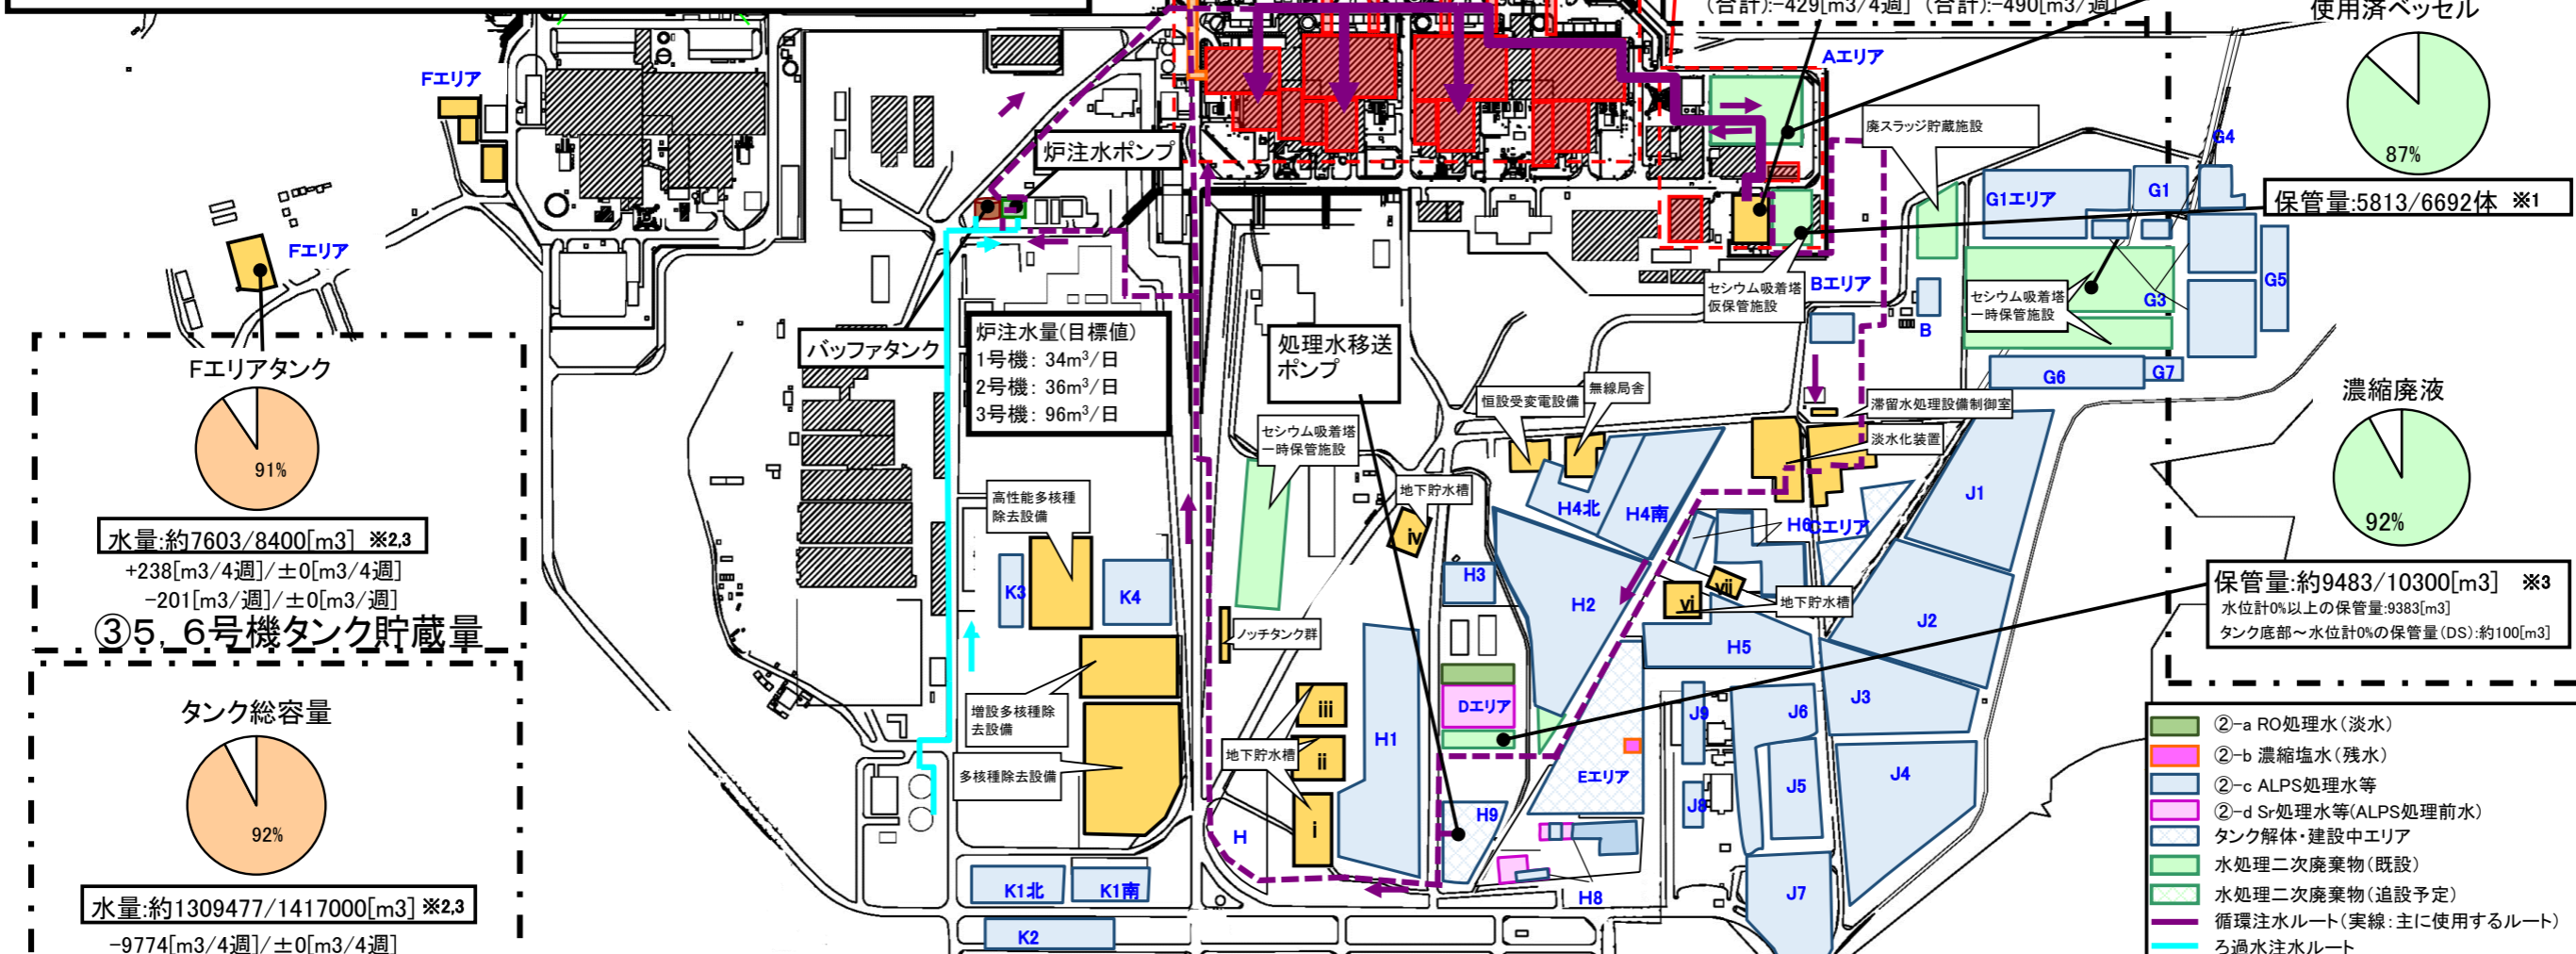 (合計):-429[m3/4週] (合計):-490[m3/週]
使用済ベッセル
87%
保管量:5813/6692体 ※1
Aエリア
Fエリア
廃スラッジ貯蔵施設
G4
炉注水ポンプ
G1エリア
G1
Fエリア
セシウム吸着塔
仮保管施設
Bエリア
セシウム吸着塔
一時保管施設
G3
G5
B
バッファタンク
炉注水量(目標値)
1号機: 34m³/日
2号機: 36m³/日
3号機: 96m³/日
処理水移送
ポンプ
G6
G7
Fエリアタンク
91%
水量:約7603/8400[m3] ※2,3
+238[m3/4週]/±0[m3/4週]
-201[m3/週]/±0[m3/週]
③5, 6号機タンク貯蔵量
恒設受変電設備
無線局舎
滞留水処理設備制御室
淡水化装置
セシウム吸着塔
一時保管施設
濃縮廃液
92%
保管量:約9483/10300[m3] ※3
水位計0%以上の保管量:9383[m3]
タンク底部~水位計0%の保管量(DS):約100[m3]
高性能多核種
除去設備
地下貯水槽
iv
H4北
H4南
H6
Cエリア
J1
K3
K4
H3
H2
vi
vii
地下貯水槽
J2
ノッチタンク群
H5
タンク総容量
92%
水量:約1309477/1417000[m3] ※2,3
-9774[m3/4週]/±0[m3/4週]
増設多核種除
去設備
多核種除去設備
iii
地下貯水槽
ii
i
H1
Dエリア
Eエリア
J9
J6
J3
J5
J4
J8
H
H9
H8
J7
K1北
K1南
K2
②-a RO処理水(淡水)
②-b 濃縮塩水(残水)
②-c ALPS処理水等
②-d Sr処理水等(ALPS処理前水)
タンク解体・建設中エリア
水処理二次廃棄物(既設)
水処理二次廃棄物(追設予定)
循環注水ルート(実線:主に使用するルート)
ろ過水注水ルート